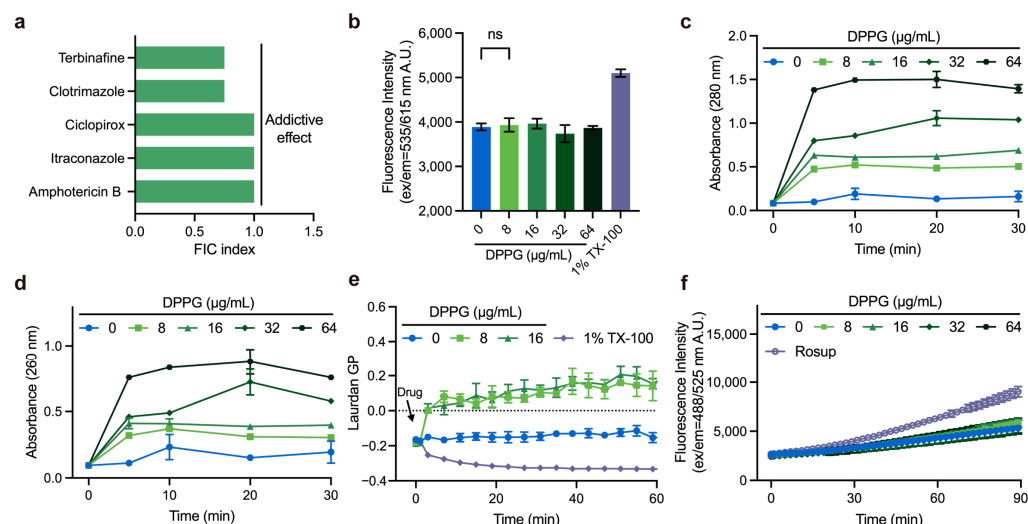 a
Terbinafine
Clotrimazole
Ciclopirox
Itraconazole
Amphotericin B
Addictive
effect
0.0 0.5 1.0 1.5
FIC index
b
Fluorescence Intensity
(ex/em=535/615 nm A.U.)
6,000
5,000
4,000
3,000
2,000
ns
0 8 16 32 64 1% TX-100
DPPG (μg/mL)
c
DPPG (μg/mL)
0 8 16 32 64
Absorbance (280 nm)
2.0
1.5
1.0
0.5
0.0
0 10 20 30
Time (min)
d
DPPG (μg/mL)
0 8 16 32 64
Absorbance (260 nm)
1.0
0.5
0.0
0 10 20 30
Time (min)
e
DPPG (μg/mL)
0 8 16 1% TX-100
Laurdan GP
0.6
0.4
0.2
0.0
−0.2
−0.4
Drug
0 20 40 60
Time (min)
f
DPPG (μg/mL)
0 8 16 32 64
Rosup
Fluorescence Intensity
(ex/em=488/525 nm A.U.)
15,000
10,000
5,000
0
0 30 60 90
Time (min)